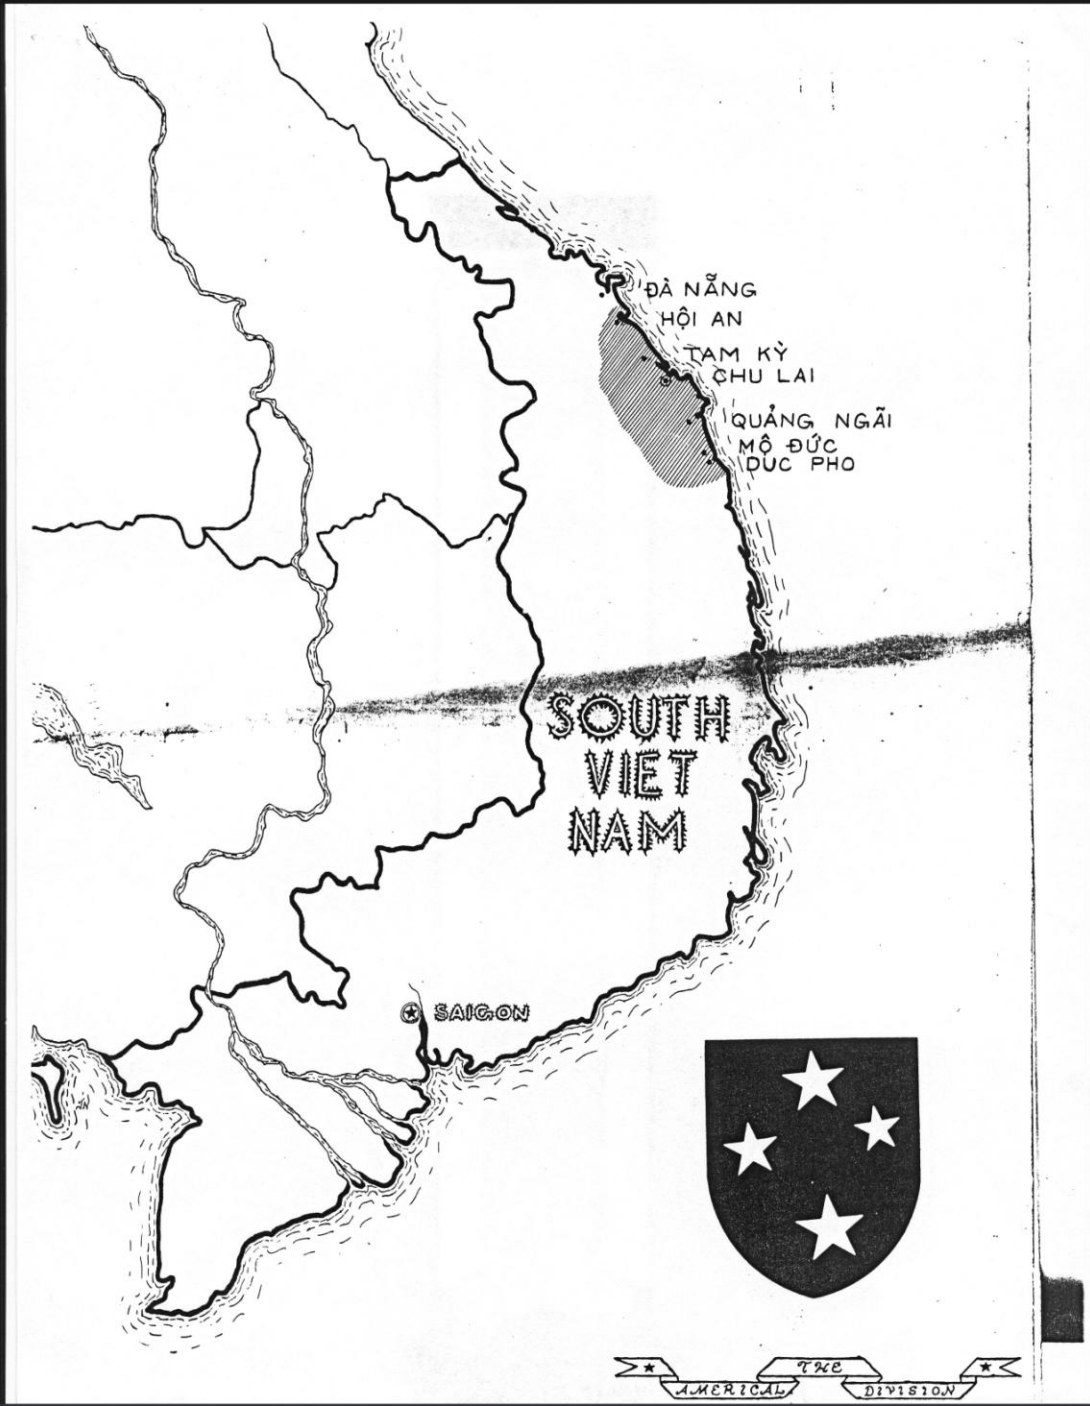 ĐÀ NẴNG
HỘI AN
TAM KỲ
CHU LAI
QUẢNG NGÃI
MỘ ĐỨC
DUC PHO
SOUTH
VIET
NAM
SAIGON
THE
AMERICAL DIVISION